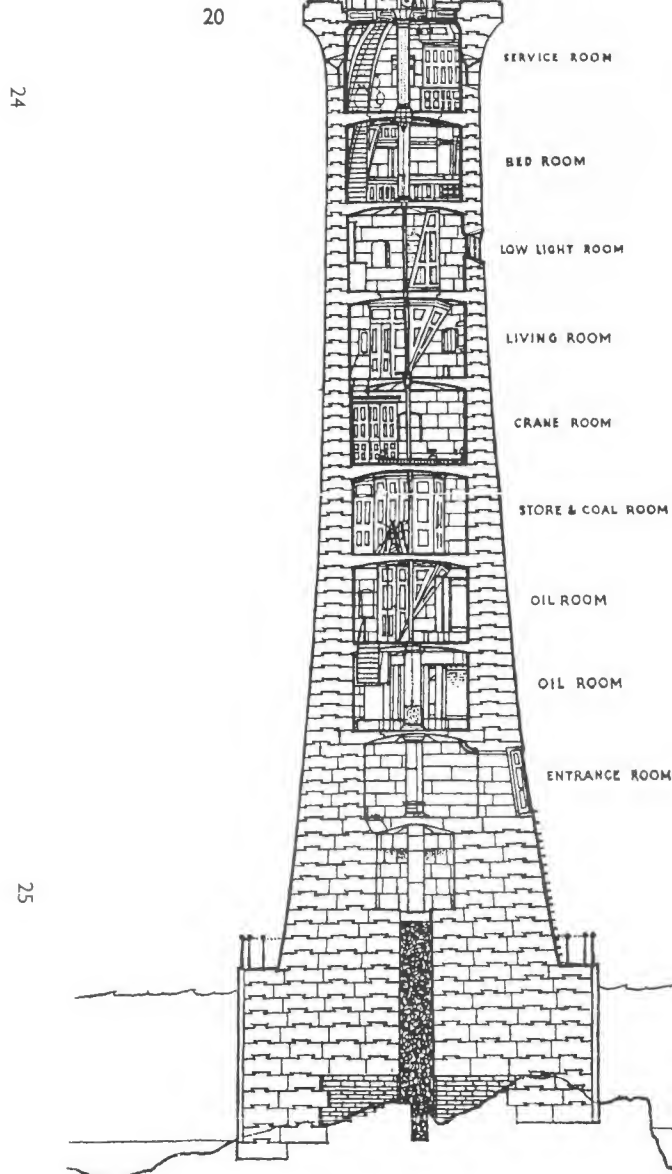 20
24
SERVICE ROOM
BED ROOM
LOW LIGHT ROOM
LIVING ROOM
CRANE ROOM
STORE & COAL ROOM
OIL ROOM
OIL ROOM
ENTRANCE ROOM
25